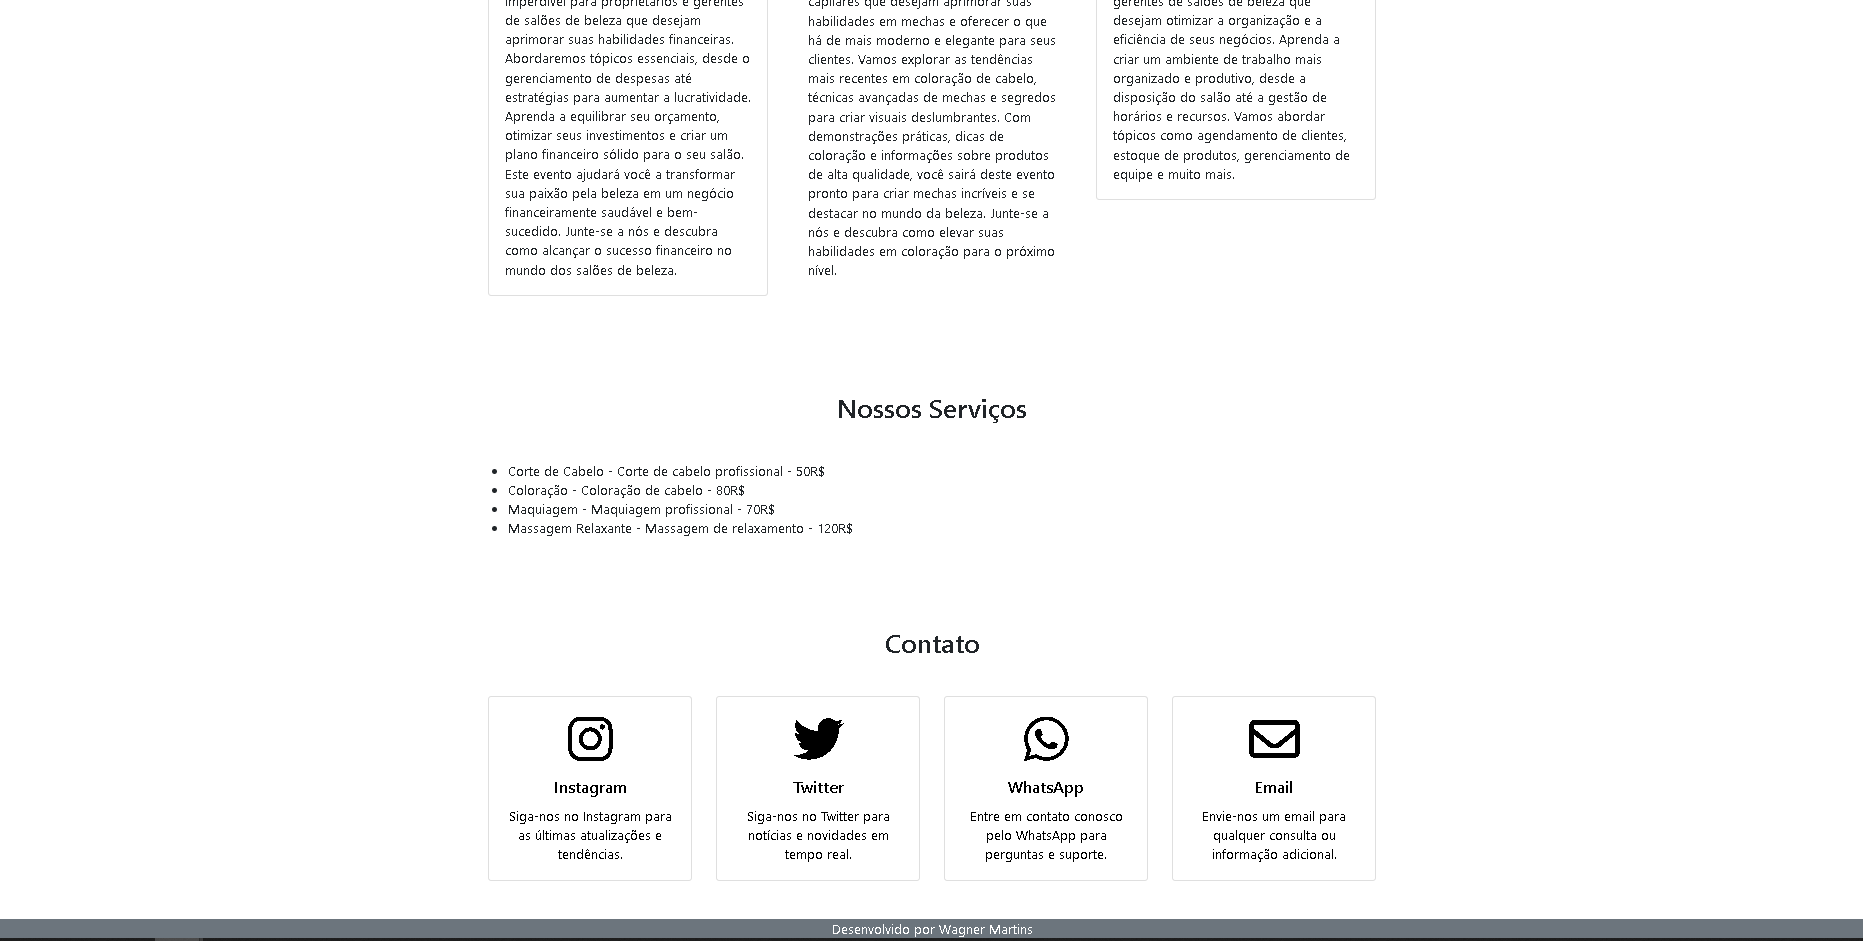 imperdível para proprietários e gerentes
de salões de beleza que desejam
aprimorar suas habilidades financeiras.
Abordaremos tópicos essenciais, desde o
gerenciamento de despesas até
estratégias para aumentar a lucratividade.
Aprenda a equilibrar seu orçamento,
otimizar seus investimentos e criar um
plano financeiro sólido para o seu salão.
Este evento ajudará você a transformar
sua paixão pela beleza em um negócio
financeiramente saudável e bem-
sucedido. Junte-se a nós e descubra
como alcançar o sucesso financeiro no
mundo dos salões de beleza.
capilares que desejam aprimorar suas
habilidades em mechas e oferecer o que
há de mais moderno e elegante para seus
clientes. Vamos explorar as tendências
mais recentes em coloração de cabelo,
técnicas avançadas de mechas e segredos
para criar visuais deslumbrantes. Com
demonstrações práticas, dicas de
coloração e informações sobre produtos
de alta qualidade, você sairá deste evento
pronto para criar mechas incríveis e se
destacar no mundo da beleza. Junte-se a
nós e descubra como elevar suas
habilidades em coloração para o próximo
nível.
gerentes de salões de beleza que
desejam otimizar a organização e a
eficiência de seus negócios. Aprenda a
criar um ambiente de trabalho mais
organizado e produtivo, desde a
disposição do salão até a gestão de
horários e recursos. Vamos abordar
tópicos como agendamento de clientes,
estoque de produtos, gerenciamento de
equipe e muito mais.
Nossos Serviços
Corte de Cabelo - Corte de cabelo profissional - 50R$
Coloração - Coloração de cabelo - 80R$
Maquiagem - Maquiagem profissional - 70R$
Massagem Relaxante - Massagem de relaxamento - 120R$
Contato
Instagram
Siga-nos no Instagram para
as últimas atualizações e
tendências.
Twitter
Siga-nos no Twitter para
notícias e novidades em
tempo real.
WhatsApp
Entre em contato conosco
pelo WhatsApp para
perguntas e suporte.
Email
Envie-nos um email para
qualquer consulta ou
informação adicional.
Desenvolvido por Wagner Martins